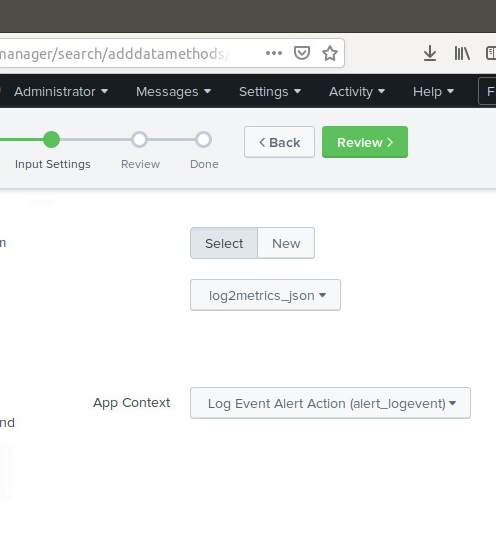 manager/search/adddatamethods/
Administrator Messages Settings Activity Help F
Input Settings Review Done
Back Review
m
Select New
log2metrics_json
App Context Log Event Alert Action (alert_logevent)
nd